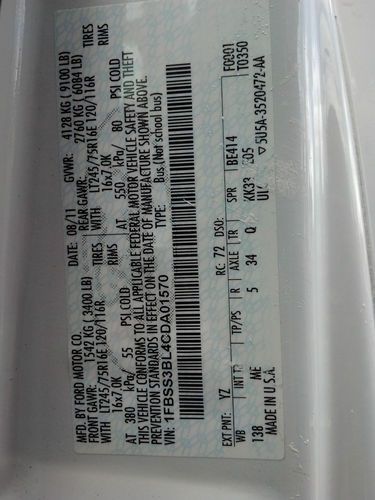 MFD. BY FORD MOTOR CO.
DATE: 08/11 GVWR: 4128 KG ( 9100 LB)
FRONT GAWR: 1542 KG ( 3400 LB) REAR GAWR: 2760 KG ( 6084 LB)
LT245/75R16E 120/116R TIRES WITH LT245/75R16E 120/116R TIRES
16x7.0K RIMS WITH 16x7.0K RIMS
AT 380 kPa/ 55 PSI COLD AT 550 kPa/ 80 PSI COLD
THIS VEHICLE CONFORMS TO ALL APPLICABLE FEDERAL MOTOR VEHICLE SAFETY AND THEFT
PREVENTION STANDARDS IN EFFECT ON THE DATE OF MANUFACTURE SHOWN ABOVE.
VIN: 1FBSS3BL4CDA01570
TYPE: Bus (Not school bus)
F0001
T0350
EXT PNT: YZ RC: 72 DSO: BE414
WB INT T TP/PS R AXLE TR SPR
138 ME 5 34 Q
MADE IN U.S.A.
5U5A-3520472-AA